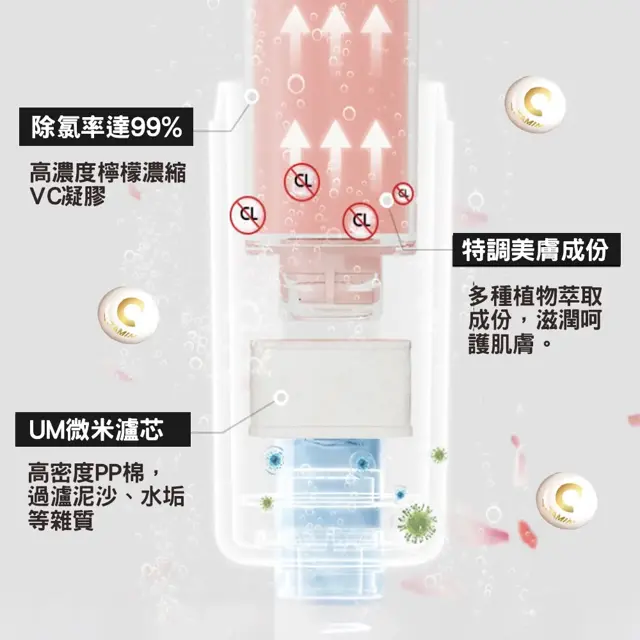 除氯率達99%
高濃度檸檬濃縮
VC凝膠
CL
CL
CL
CL
特調美膚成份
多種植物萃取
成份，滋潤呵
護肌膚。
UM微米濾芯
高密度PP棉，
過濾泥沙、水垢
等雜質